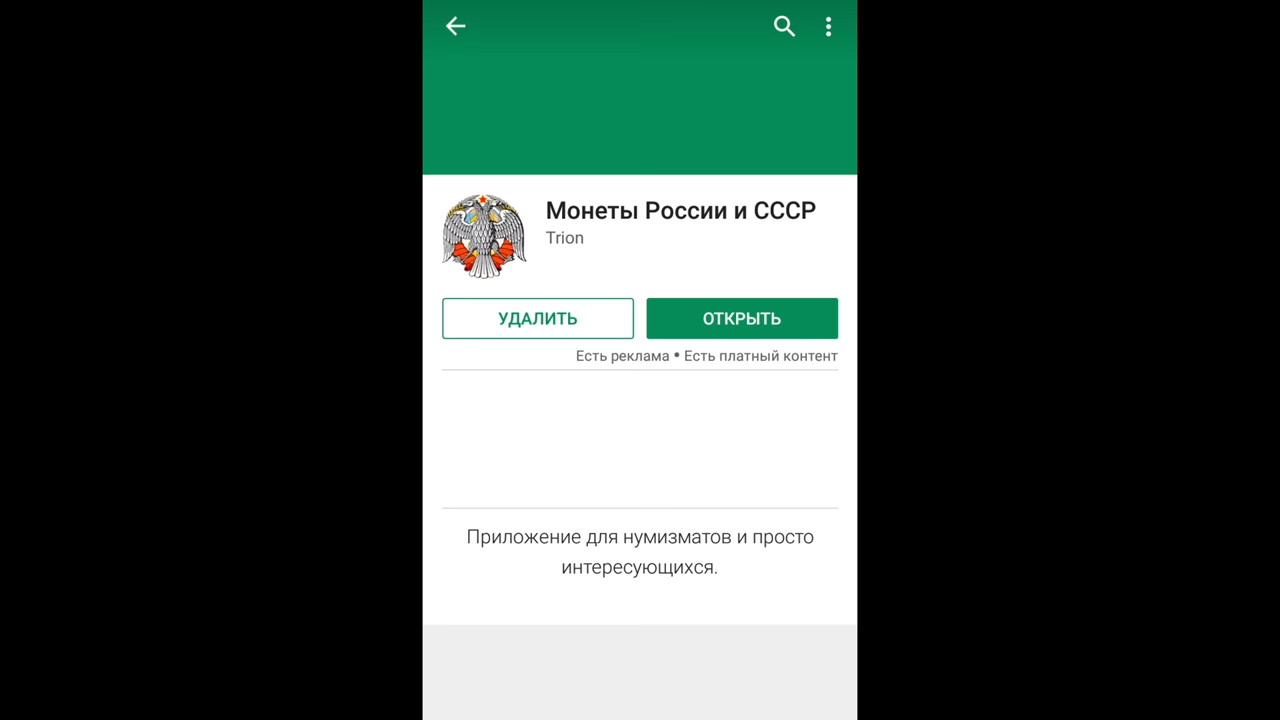 Монеты России и СССР
Trion
УДАЛИТЬ
ОТКРЫТЬ
Есть реклама • Есть платный контент
Приложение для нумизматов и просто
интересующихся.